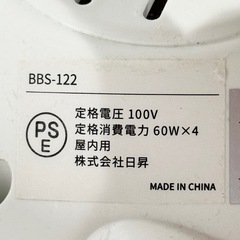 BBS-122
PS
E
定格電圧 100V
定格消費電力 60W×4
屋内用
株式会社日昇
MADE IN CHINA